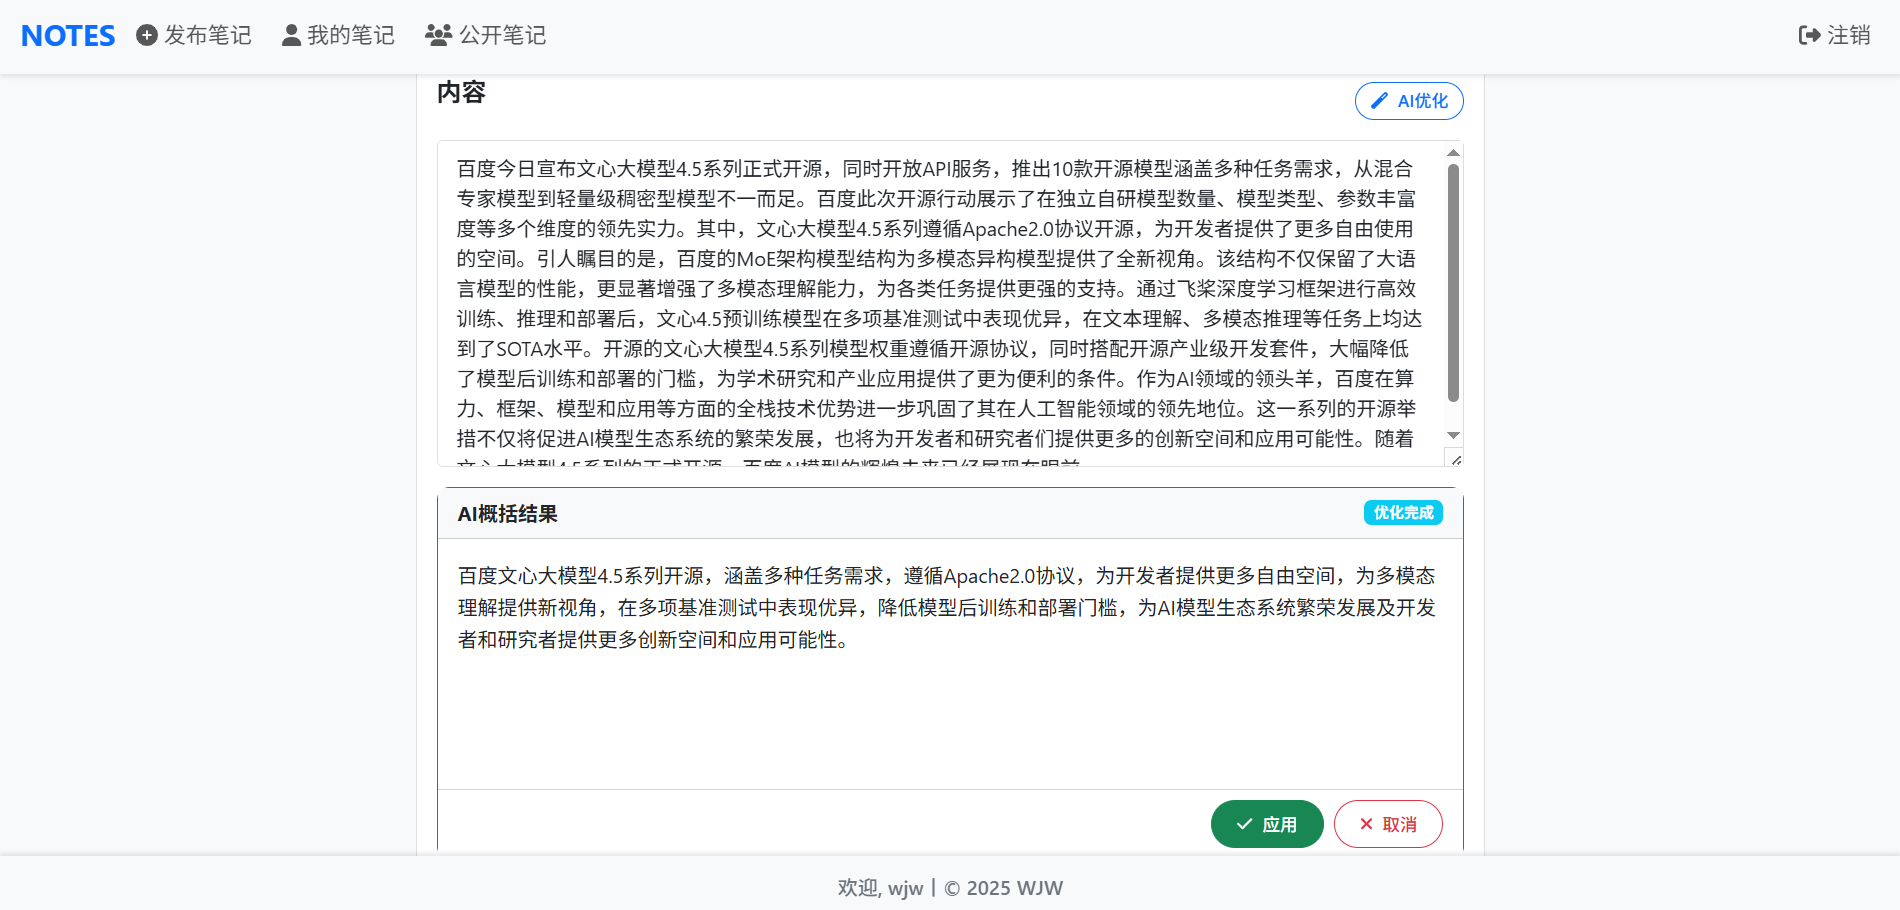 NOTES 发布笔记 我的笔记 公开笔记 注销
内容
AI优化
百度今日宣布文心大模型4.5系列正式开源，同时开放API服务，推出10款开源模型涵盖多种任务需求，从混合
专家模型到轻量级稠密型模型不一而足。百度此次开源行动展示了在独立自研模型数量、模型类型、参数丰富
度等多个维度的领先实力。其中，文心大模型4.5系列遵循Apache2.0协议开源，为开发者提供了更多自由使用
的空间。引人瞩目的是，百度的MoE架构模型结构为多模态异构模型提供了全新视角。该结构不仅保留了大语
言模型的性能，更显著增强了多模态理解能力，为各类任务提供更强的支持。通过飞桨深度学习框架进行高效
训练、推理和部署后，文心4.5预训练模型在多项基准测试中表现优异，在文本理解、多模态推理等任务上均达
到了SOTA水平。开源的文心大模型4.5系列模型权重遵循开源协议，同时搭配开源产业级开发套件，大幅降低
了模型后训练和部署的门槛，为学术研究和产业应用提供了更为便利的条件。作为AI领域的领头羊，百度在算
力、框架、模型和应用等方面的全栈技术优势进一步巩固了其在人工智能领域的领先地位。这一系列的开源举
措不仅将促进AI模型生态系统的繁荣发展，也将为开发者和研究者们提供更多的创新空间和应用可能性。随着
文心大模型4.5系列的正式开源，百度AI模型的辉煌未来已经展现在眼前
AI概括结果
优化完成
百度文心大模型4.5系列开源，涵盖多种任务需求，遵循Apache2.0协议，为开发者提供更多自由空间，为多模态
理解提供新视角，在多项基准测试中表现优异，降低模型后训练和部署门槛，为AI模型生态系统繁荣发展及开发
者和研究者提供更多创新空间和应用可能性。
应用 取消
欢迎, wjw | © 2025 WJW